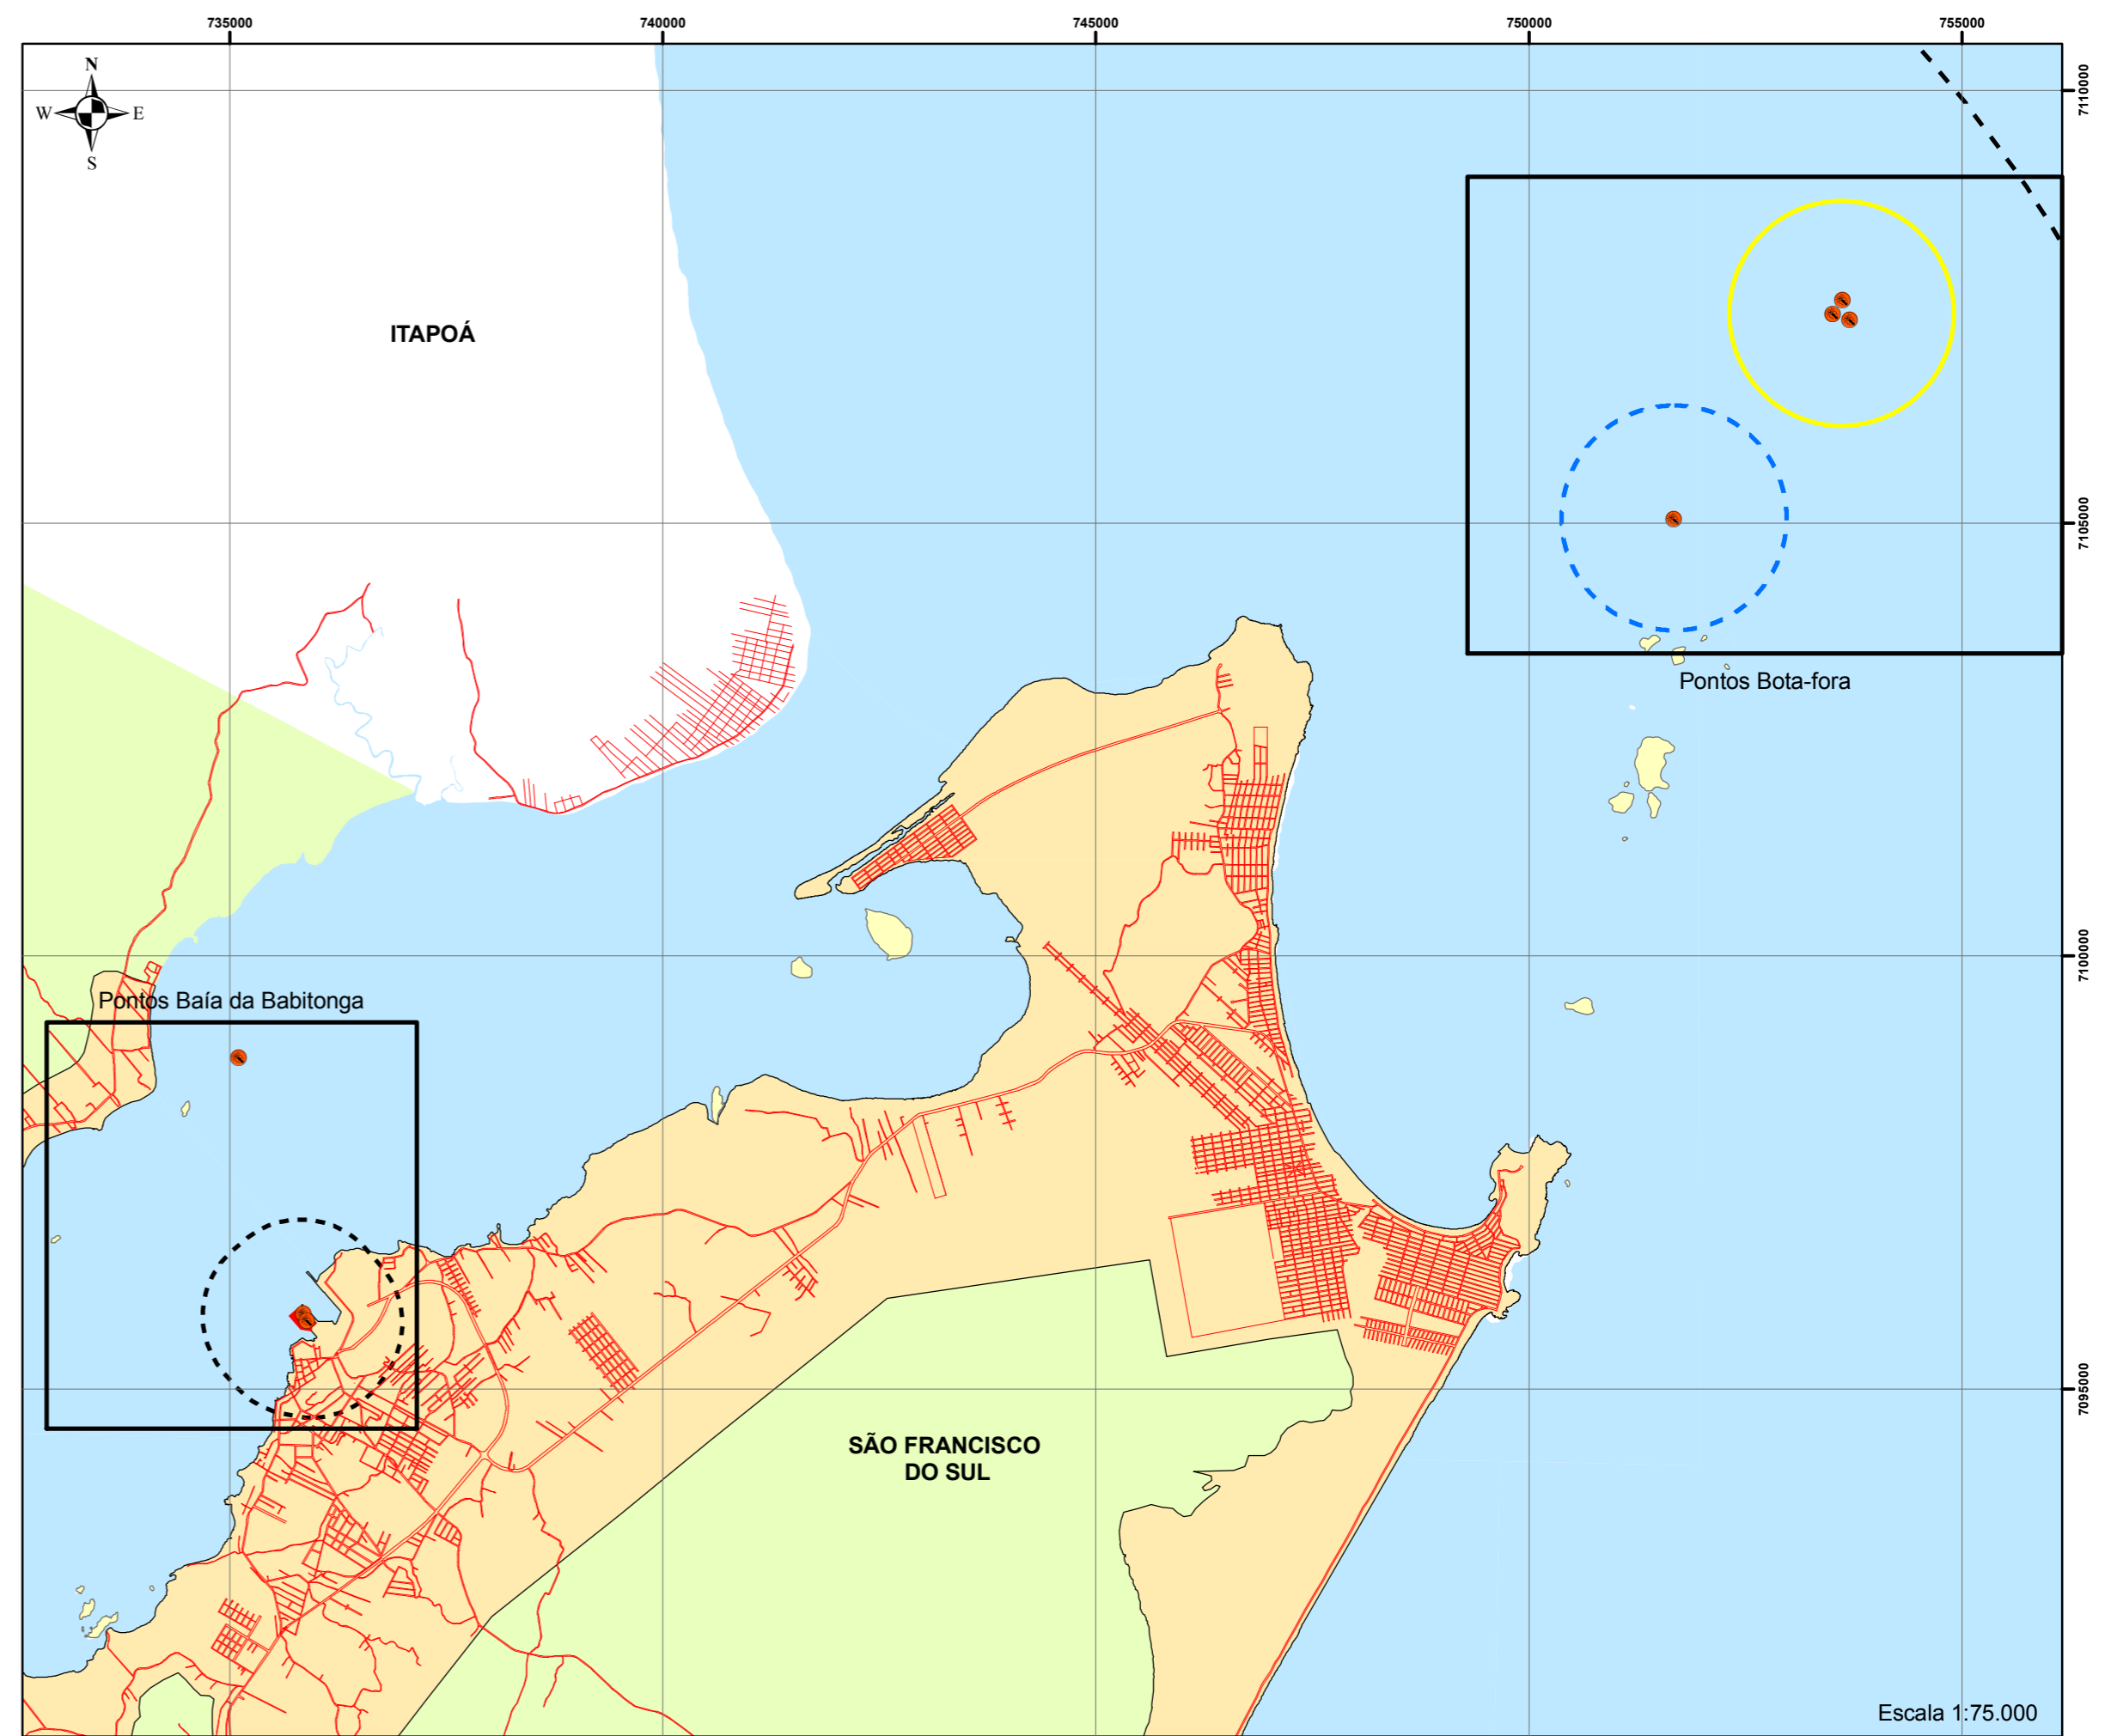 735000
740000
745000
750000
755000
N
W E
S
7110000
ITAPOÁ
7105000
Pontos Bota-fora
7100000
Pontos Baía da Babitonga
7095000
SÃO FRANCISCO
DO SUL
Escala 1:75.000